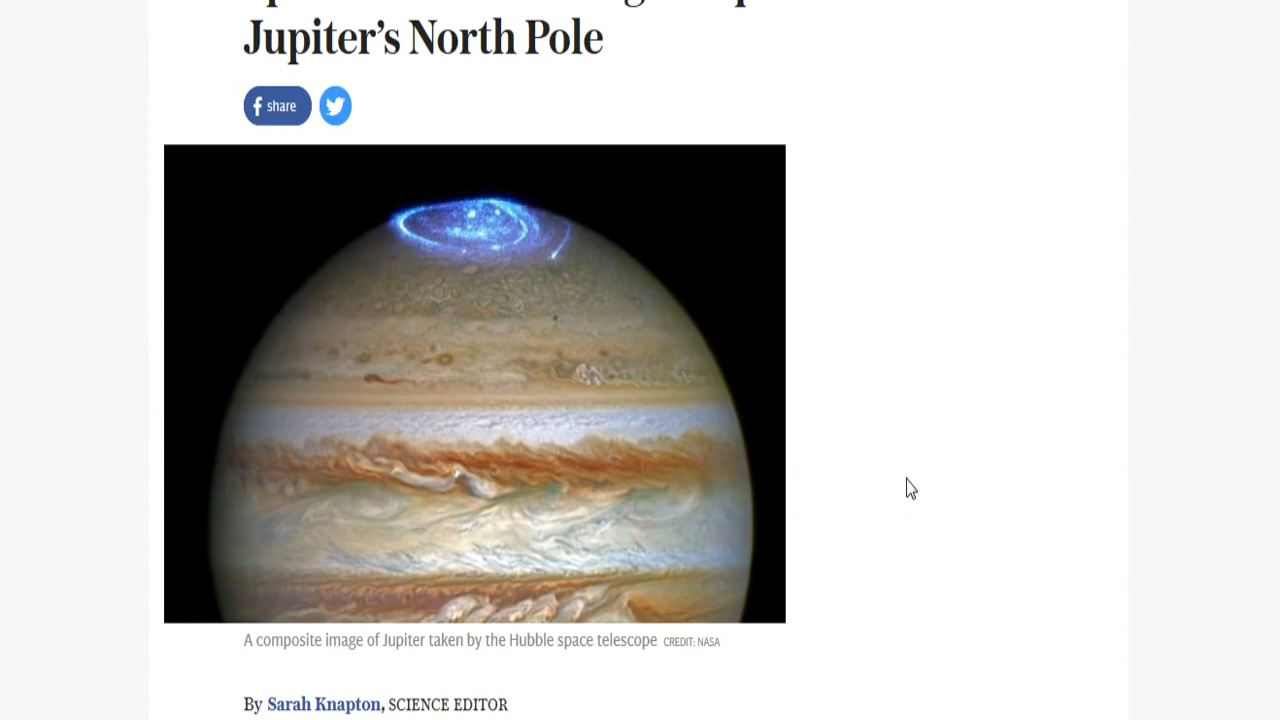 Jupiter's North Pole
share
A composite image of Jupiter taken by the Hubble space telescope CREDIT: NASA
By Sarah Knapton, SCIENCE EDITOR